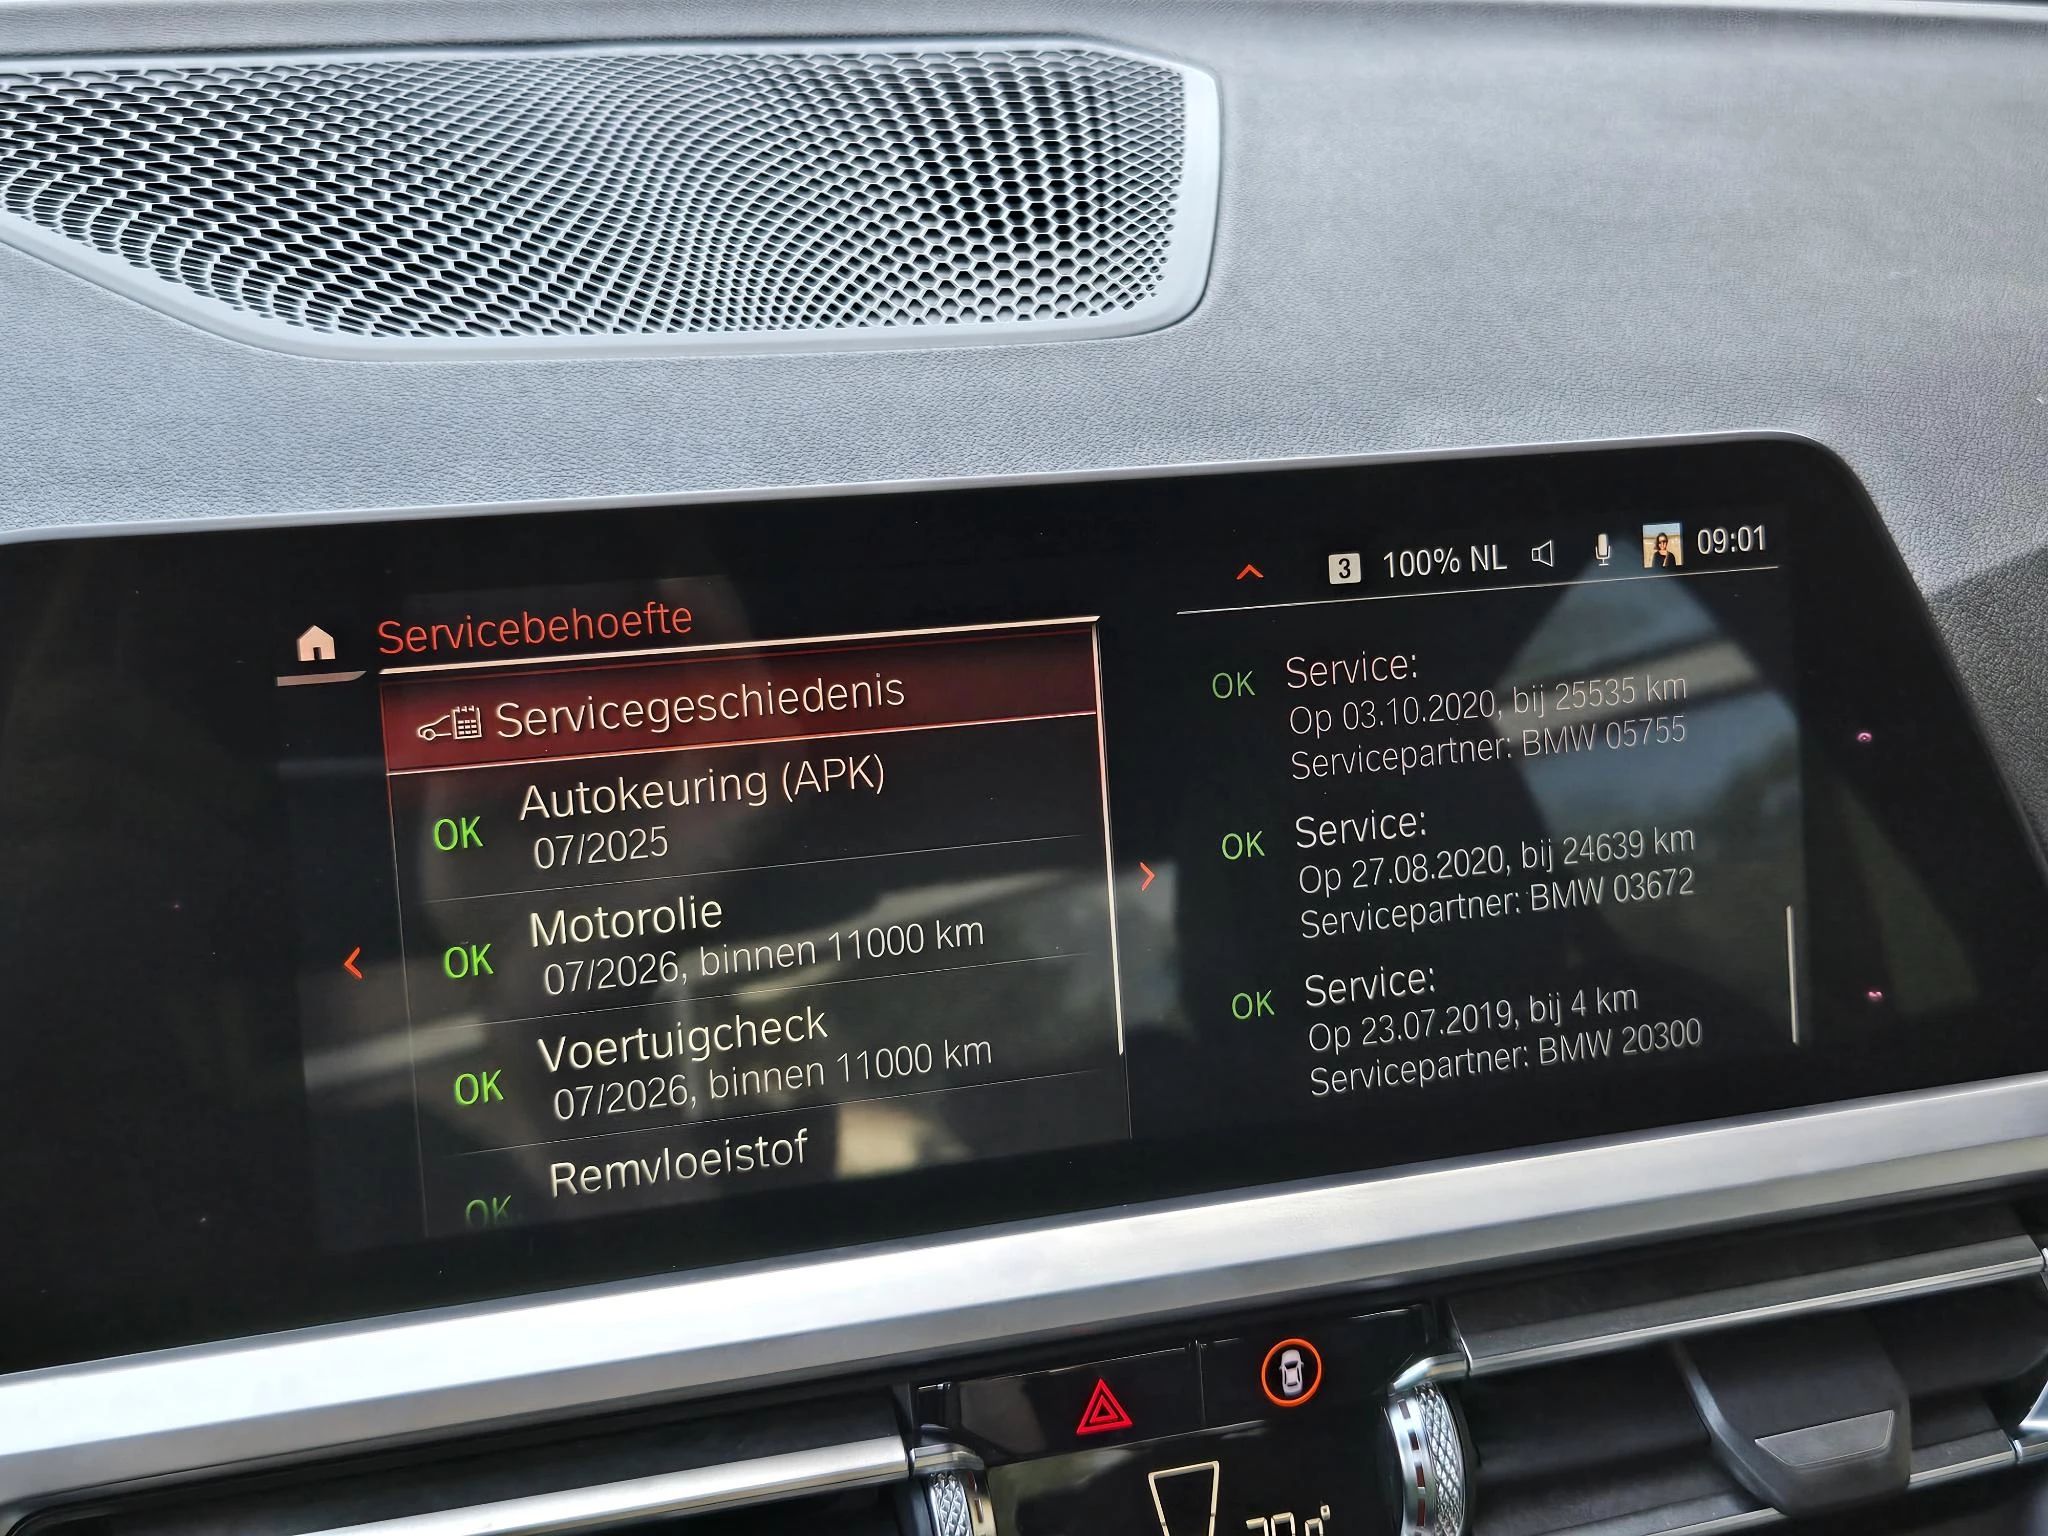 3 100% NL 09:01
Servicebehoefte
Servicegeschiedenis
OK Autokeuring (APK)
07/2025
OK Motorolie
07/2026, binnen 11000 km
OK Voertuigcheck
07/2026, binnen 11000 km
OK Remvloeistof
OK Service:
Op 03.10.2020, bij 25535 km
Servicepartner: BMW 05755
OK Service:
Op 27.08.2020, bij 24639 km
Servicepartner: BMW 03672
OK Service:
Op 23.07.2019, bij 4 km
Servicepartner: BMW 20300